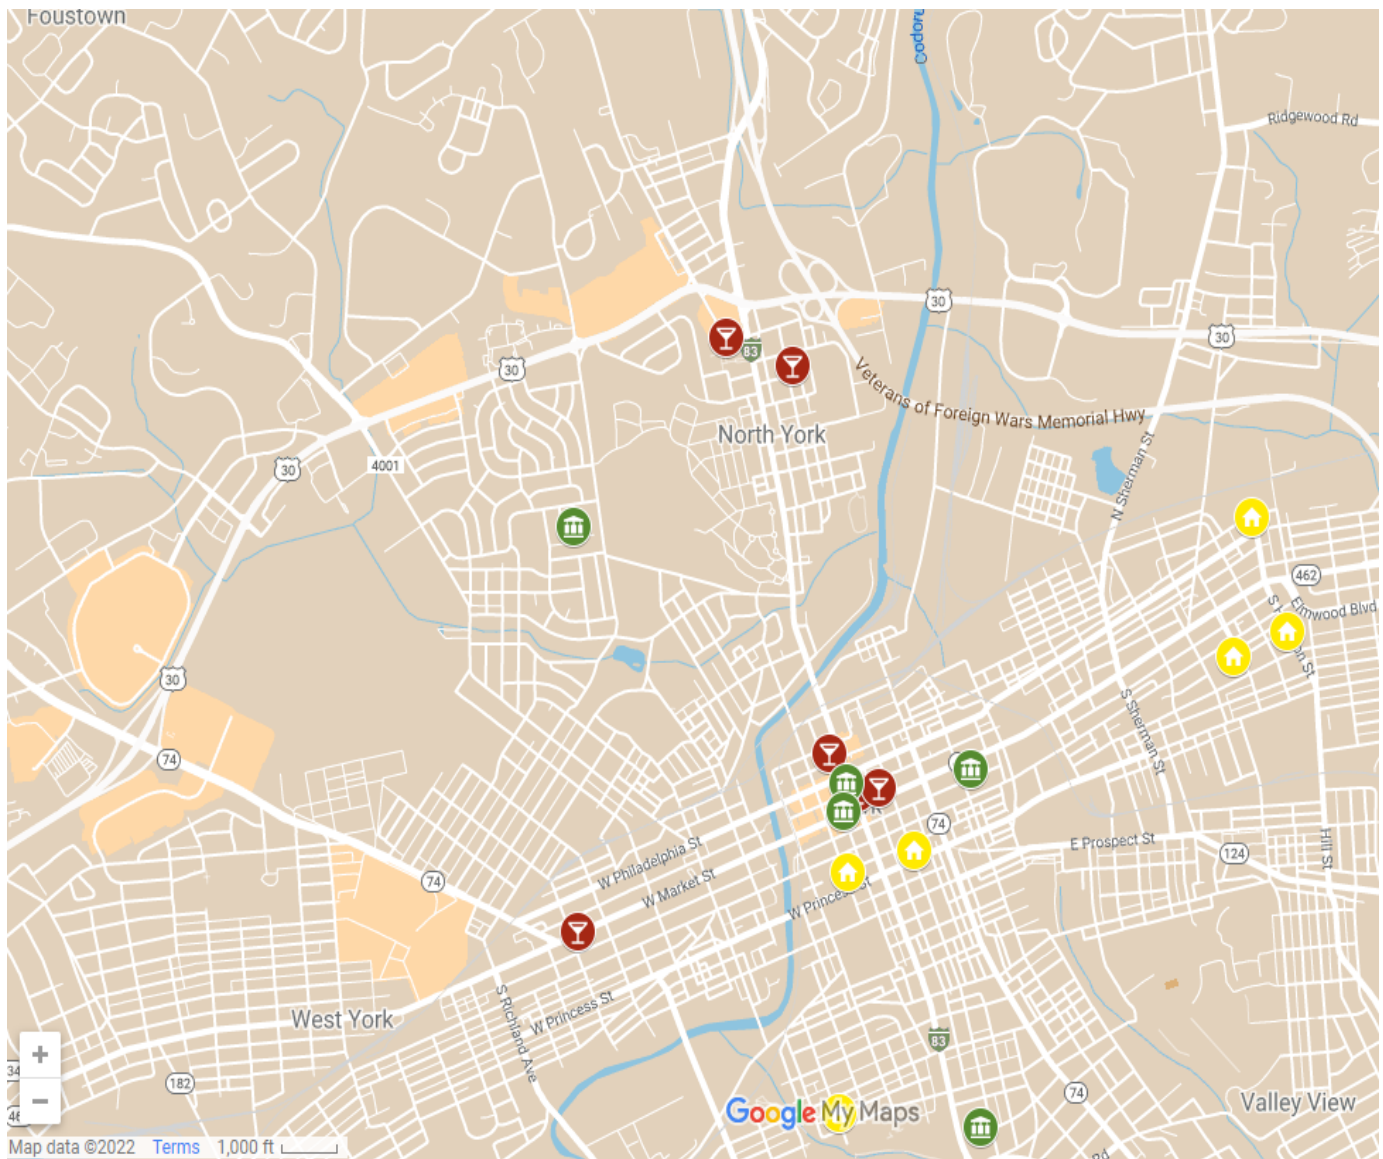 Foustown
Codoru
Ridgewood Rd
30
30
83
30
Veterans of Foreign Wars Memorial Hwy
North York
4001
30
N Sherman St
462
Elmwood Blvd
30
S Sherman St
74
74
E Prospect St
124
Hill St
W Philadelphia St
74
W Market St
W Princess St
S Richland Ave
W Princess St
West York
83
182
74
Valley View
Google My Maps
+
−
34
46
Map data ©2022 Terms 1,000 ft